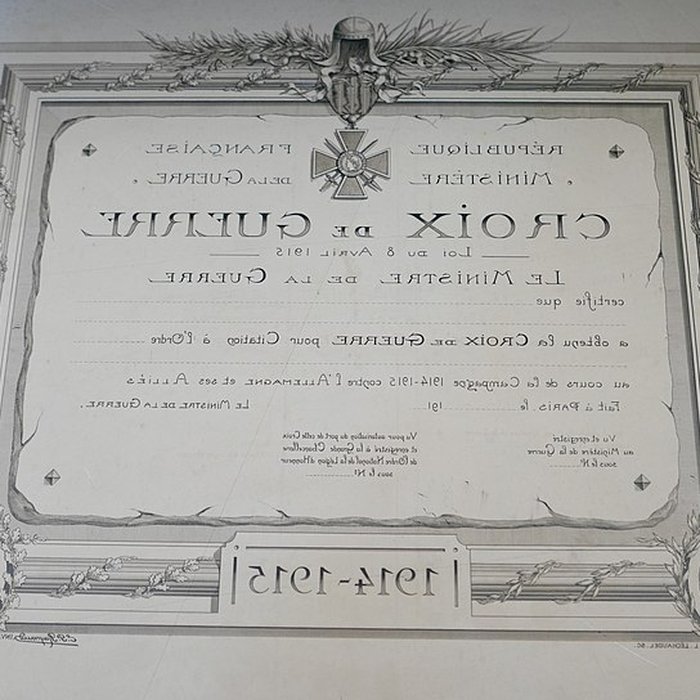 RÉPUBLIQUE FRANÇAISE
MINISTÈRE DE LA GUERRE
CROIX DE GUERRE
LOI DU 8 AVRIL 1915
LE MINISTRE DE LA GUERRE
certifie que
a obtenu la CROIX DE GUERRE pour Citation à l'Ordre
au cours de la Campagne 1914-1915 contre l'ALLEMAGNE et ses ALLIÉS
Fait à PARIS, le 191 LE MINISTRE DE LA GUERRE,
Vu et enregistré
au Ministère de la Guerre
sous le N°
Vu pour autorisation du port de cette Croix
et enregistré à la Grande Chancellerie
de l'Ordre National de la Légion d'Honneur
sous le N°
1914-1915
L. LECHAUDEL SC.